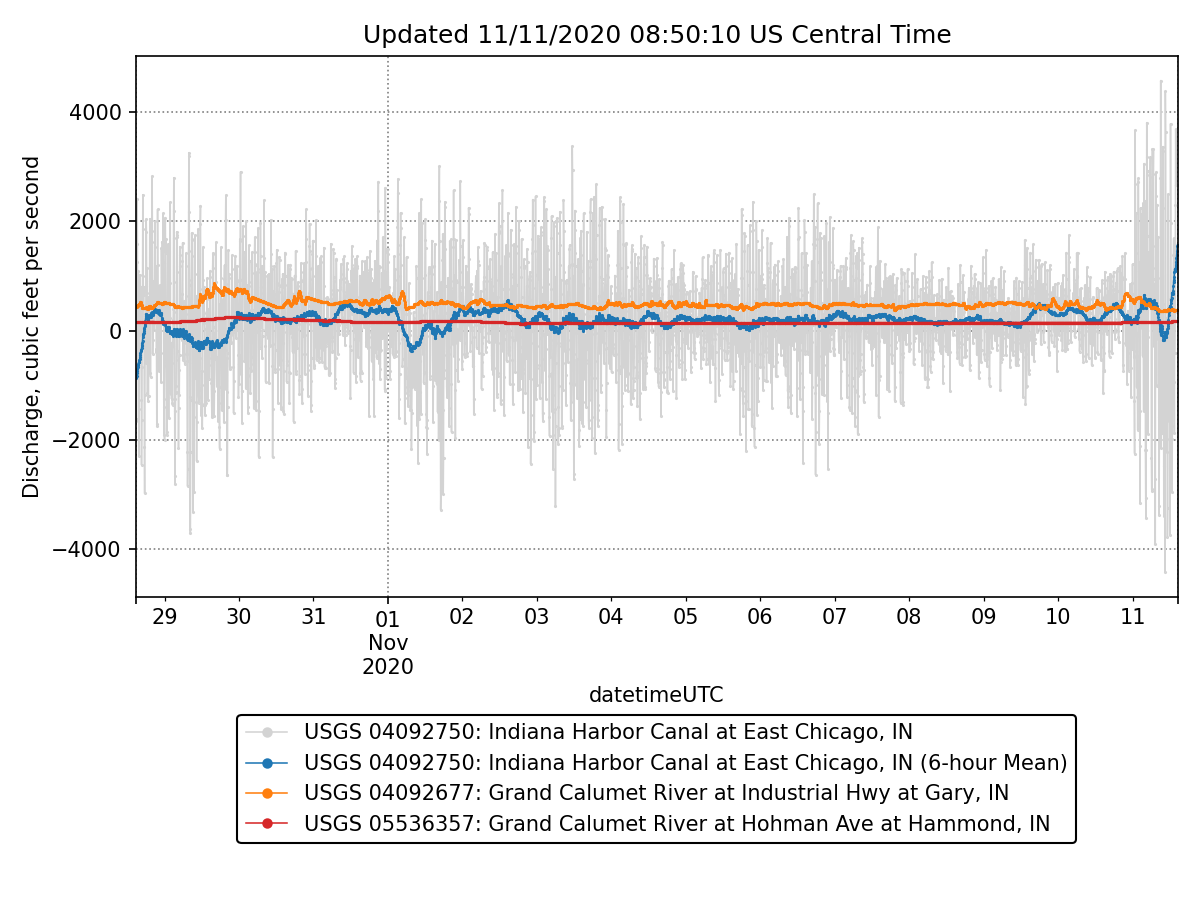 Updated 11/11/2020 08:50:10 US Central Time
Discharge, cubic feet per second
4000
2000
0
−2000
−4000
29 30 31 01 02 03 04 05 06 07 08 09 10 11
Nov
2020
datetimeUTC
USGS 04092750: Indiana Harbor Canal at East Chicago, IN
USGS 04092750: Indiana Harbor Canal at East Chicago, IN (6-hour Mean)
USGS 04092677: Grand Calumet River at Industrial Hwy at Gary, IN
USGS 05536357: Grand Calumet River at Hohman Ave at Hammond, IN